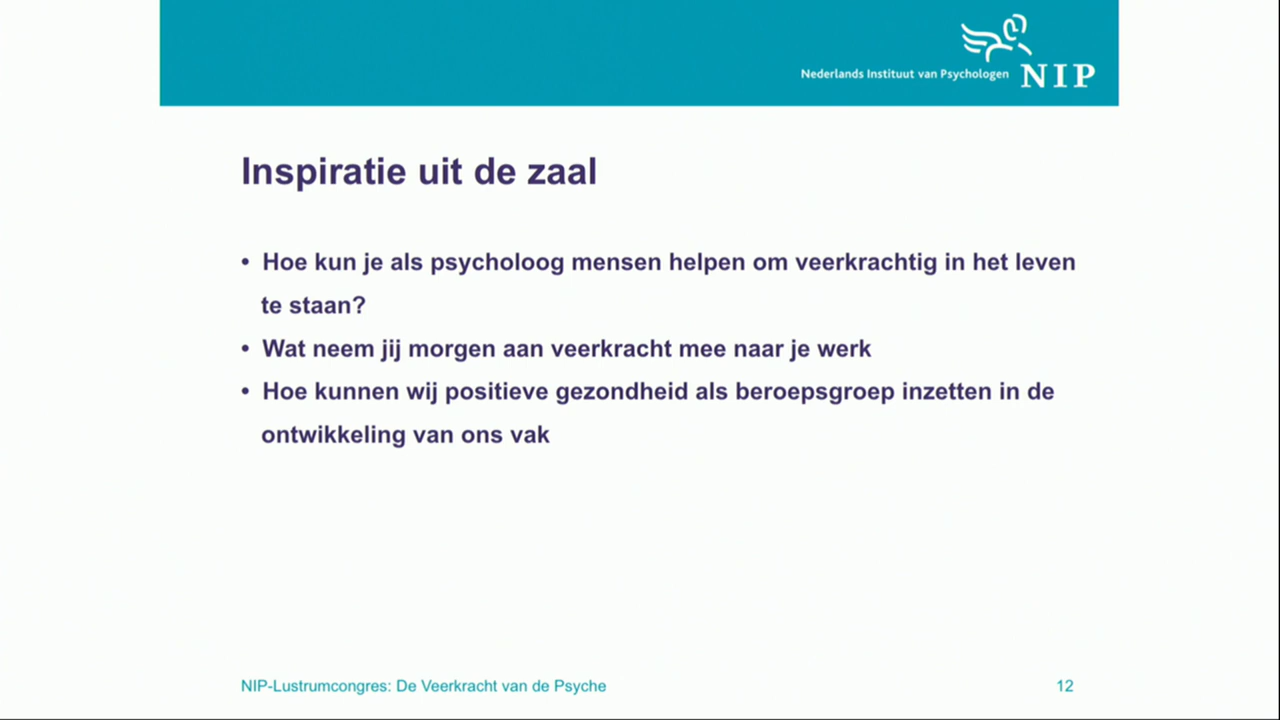 Nederlands Instituut van Psychologen NIP
Inspiratie uit de zaal
• Hoe kun je als psycholoog mensen helpen om veerkrachtig in het leven
te staan?
• Wat neem jij morgen aan veerkracht mee naar je werk
• Hoe kunnen wij positieve gezondheid als beroepsgroep inzetten in de
ontwikkeling van ons vak
NIP-Lustrumcongres: De Veerkracht van de Psyche 12